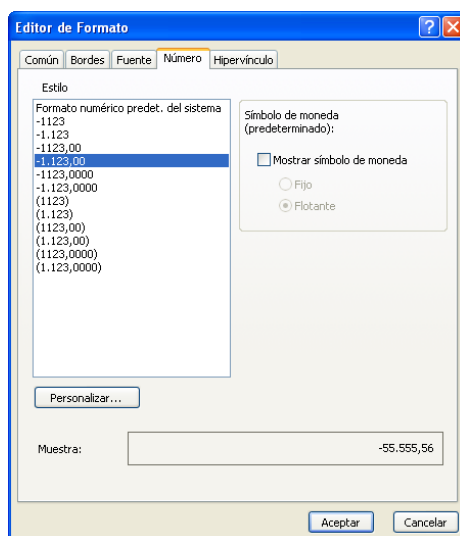 Editor de Formato
Común Bordes Fuente Número Hipervínculo
Estilo
Formato numérico predet. del sistema
-1123
-1.123
-1123,00
-1.123,00
-1123,0000
-1.123,0000
(1123)
(1.123)
(1123,00)
(1.123,00)
(1123,0000)
(1.123,0000)
Símbolo de moneda
(predeterminado):
Mostrar símbolo de moneda
Fijo
Flotante
Personalizar...
Muestra:
-55.555,56
Aceptar Cancelar